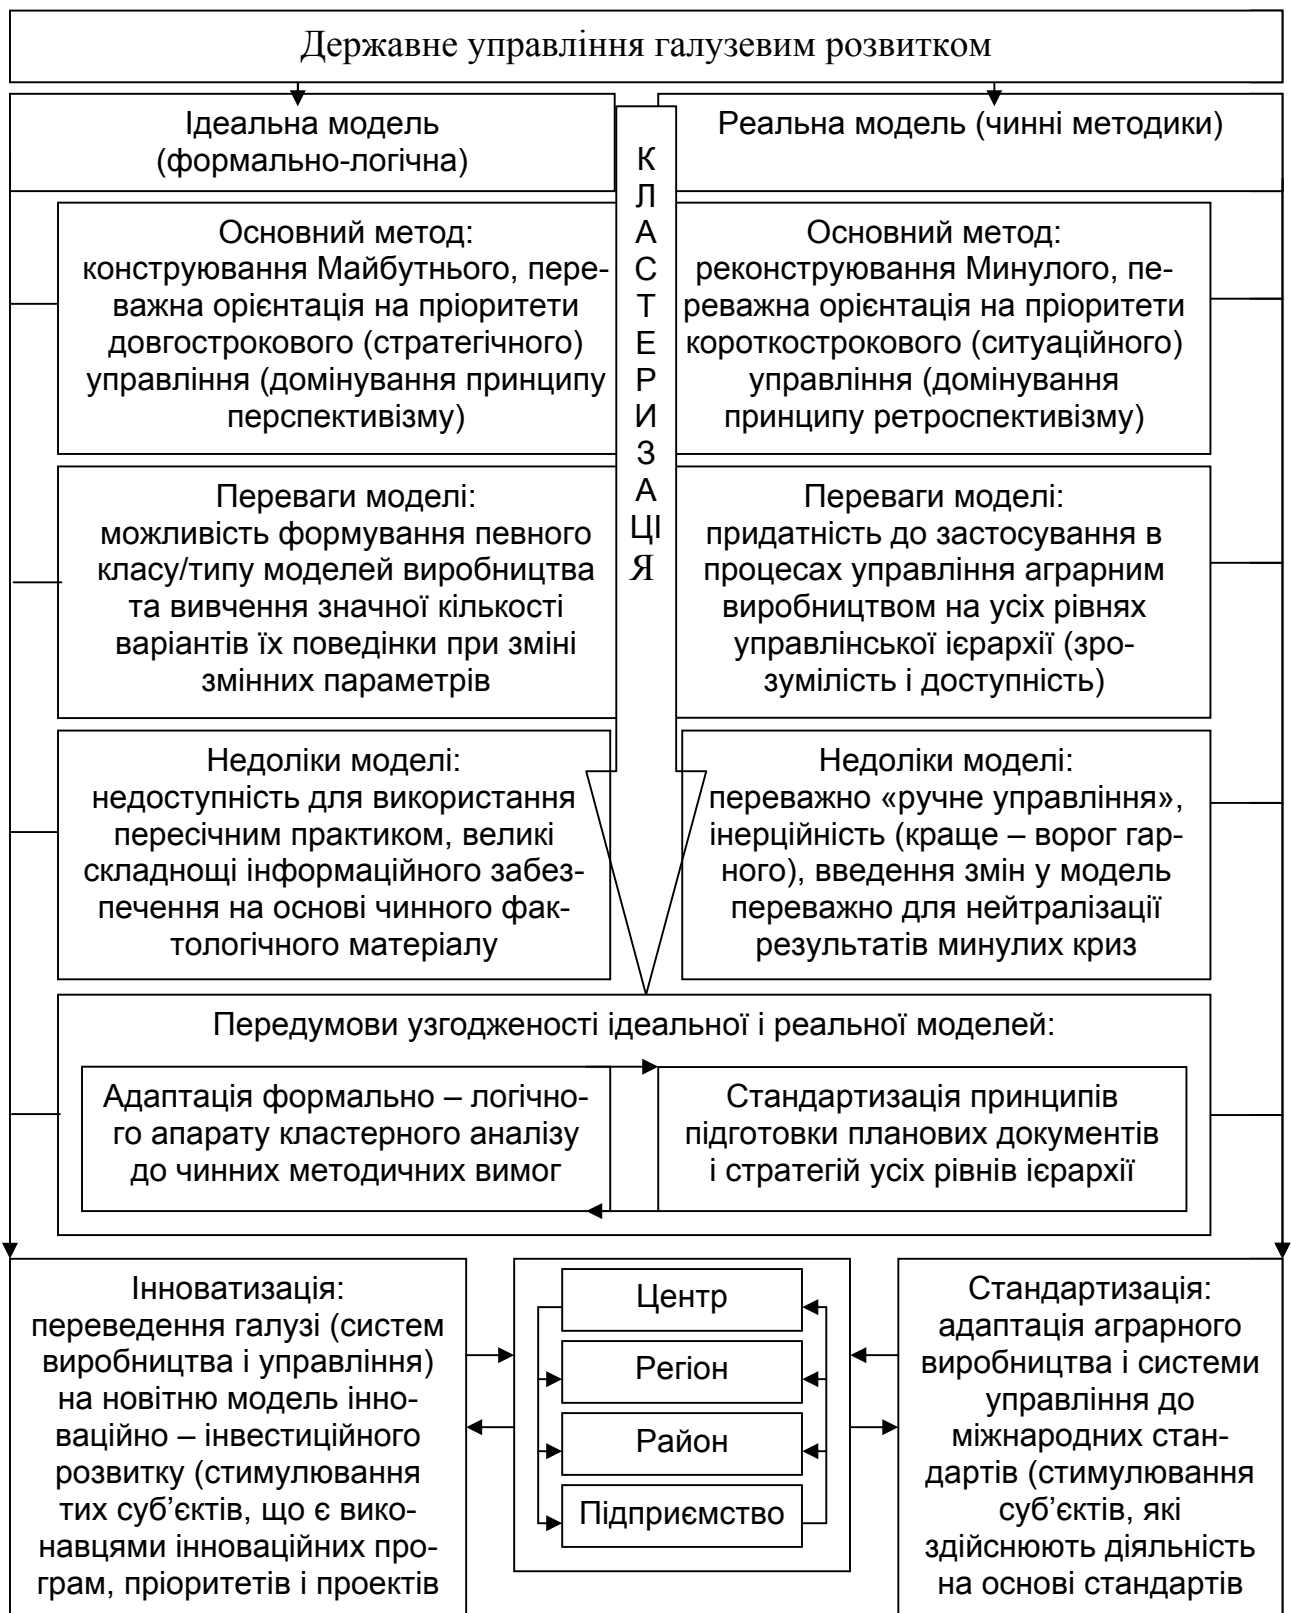 Державне управління галузевим розвитком
Ідеальна модель
(формально-логічна)
Реальна модель (чинні методики)
К
Л
А
С
Т
Е
Р
И
З
А
ЦІ
Я
Основний метод:
конструювання Майбутнього, пере-
важна орієнтація на пріоритети
довгострокового (стратегічного)
управління (домінування принципу
перспективізму)
Основний метод:
реконструювання Минулого, пе-
реважна орієнтація на пріоритети
короткострокового (ситуаційного)
управління (домінування
принципу ретроспективізму)
Переваги моделі:
можливість формування певного
класу/типу моделей виробництва
та вивчення значної кількості
варіантів їх поведінки при зміні
змінних параметрів
Переваги моделі:
придатність до застосування в
процесах управління аграрним
виробництвом на усіх рівнях
управлінської ієрархії (зро-
зумілість і доступність)
Недоліки моделі:
недоступність для використання
пересічним практиком, великі
складнощі інформаційного забез-
печення на основі чинного фак-
тологічного матеріалу
Недоліки моделі:
переважно «ручне управління»,
інерційність (краще – ворог гар-
ного), введення змін у модель
переважно для нейтралізації
результатів минулих криз
Передумови узгодженості ідеальної і реальної моделей:
Адаптація формально – логічно-
го апарату кластерного аналізу
до чинних методичних вимог
Стандартизація принципів
підготовки планових документів
і стратегій усіх рівнів ієрархії
Інноватизація:
переведення галузі (систем
виробництва і управління)
на новітню модель інно-
ваційно – інвестиційного
розвитку (стимулювання
тих суб’єктів, що є вико-
навцями інноваційних про-
грам, пріоритетів і проектів
Центр
Регіон
Район
Підприємство
Стандартизація:
адаптація аграрного
виробництва і системи
управління до
міжнародних стан-
дартів (стимулювання
суб’єктів, які
здійснюють діяльність
на основі стандартів